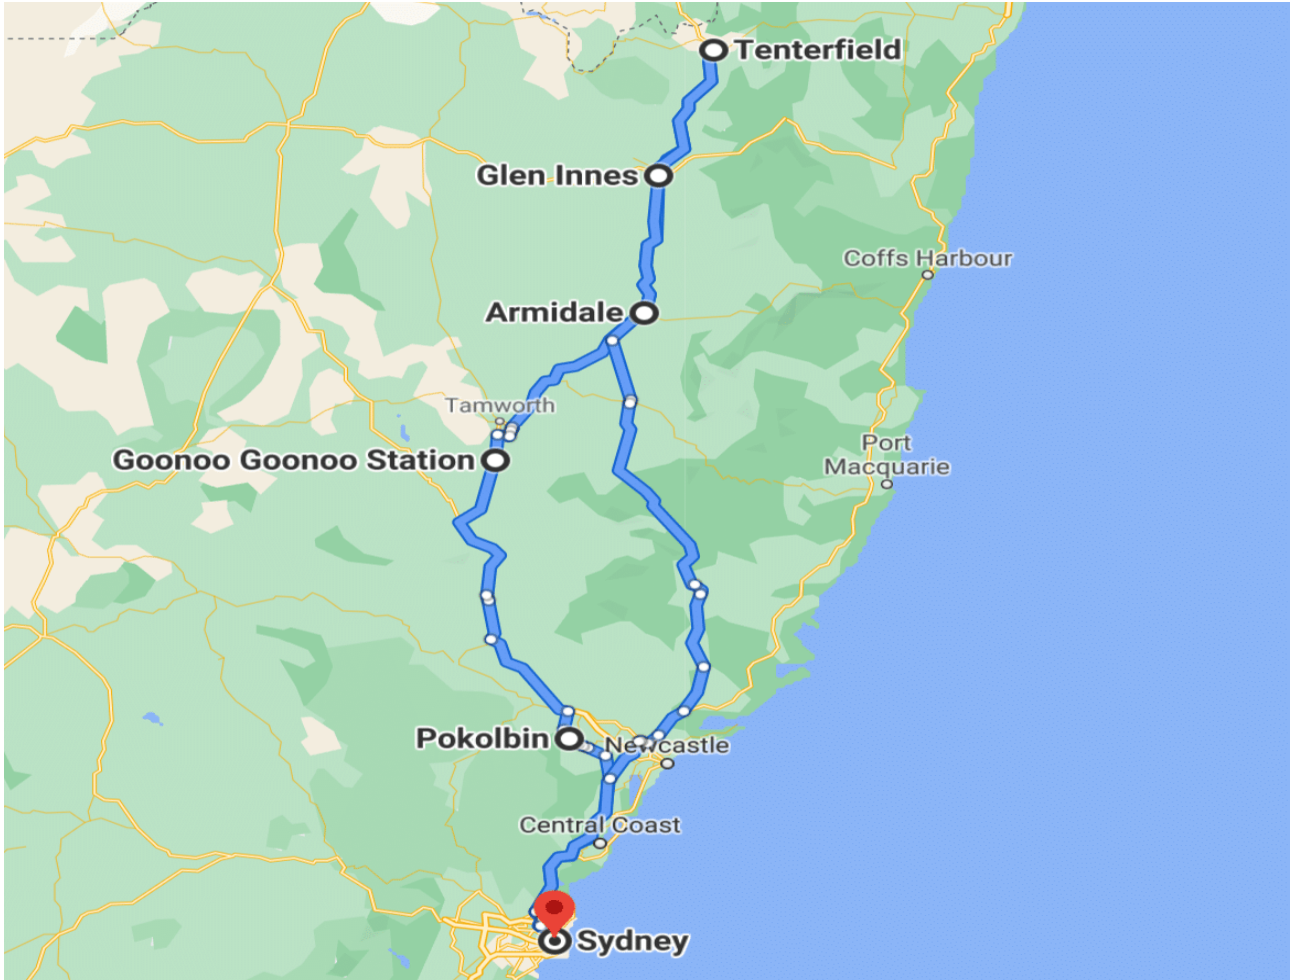 Tenterfield
Glen Innes
Coffs Harbour
Armidale
Tamworth
Port
Macquarie
Goonoo Goonoo Station
Pokolbin
Newcastle
Central Coast
Sydney